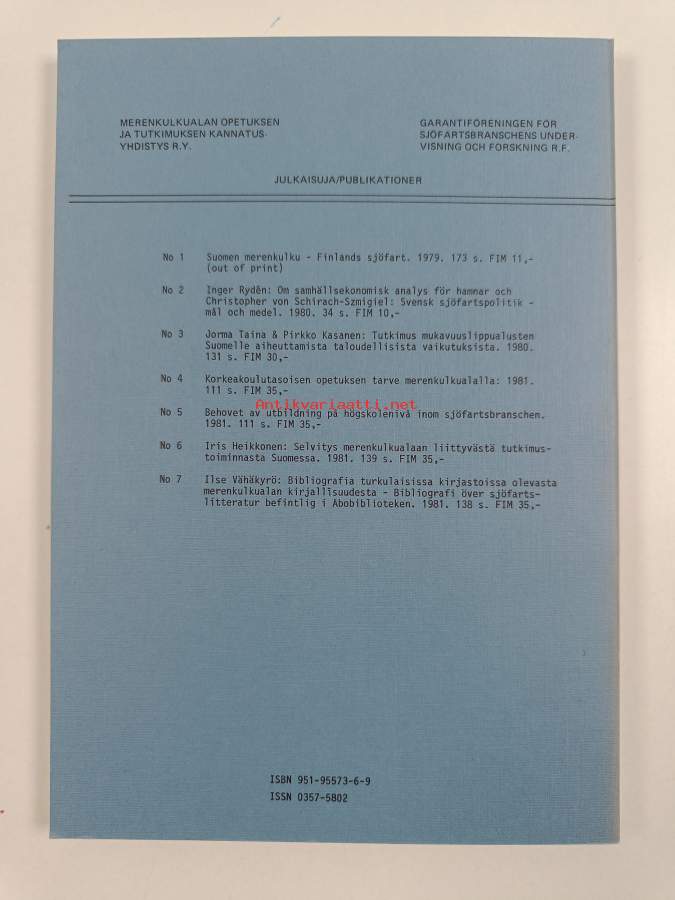 MERENKULKUALAN OPETUKSEN
JA TUTKIMUKSEN KANNATUS-
YHDISTYS R.Y.
GARANTIFÖRENINGEN FÖR
SJÖFARTSBRANSCHENS UNDER-
VISNING OCH FORSKNING R.F.
JULKAISUJA/PUBLIKATIONER
No 1 Suomen merenkulku - Finlands sjöfart. 1979. 173 s. FIM 11,-
(out of print)
No 2 Inger Rydén: Om samhällsekonomisk analys för hamnar och
Christopher von Schirach-Szmigiel: Svensk sjöfartspolitik -
mål och medel. 1980. 34 s. FIM 10,-
No 3 Jorma Taina & Pirkko Kasanen: Tutkimus mukavuuslippualusten
Suomelle aiheuttamista taloudellisista vaikutuksista. 1980.
131 s. FIM 30,-
No 4 Korkeakoulutasoisen opetuksen tarve merenkulkualalla: 1981.
111 s. FIM 35,-
Antikvariaatti.net
No 5 Behovet av utbildning på högskolenivå inom sjöfartsbranschen.
1981. 111 s. FIM 35,-
No 6 Iris Heikkonen: Selvitys merenkulkualaan liittyvästä tutkimus-
toiminnasta Suomessa. 1981. 139 s. FIM 35,-
No 7 Ilse Vähäkyrö: Bibliografia turkulaisissa kirjastoissa olevasta
merenkulkualan kirjallisuudesta - Bibliografi över sjöfarts-
litteratur befintlig i Åbobiblioteken. 1981. 138 s. FIM 35,-
ISBN 951-95573-6-9
ISSN 0357-5802